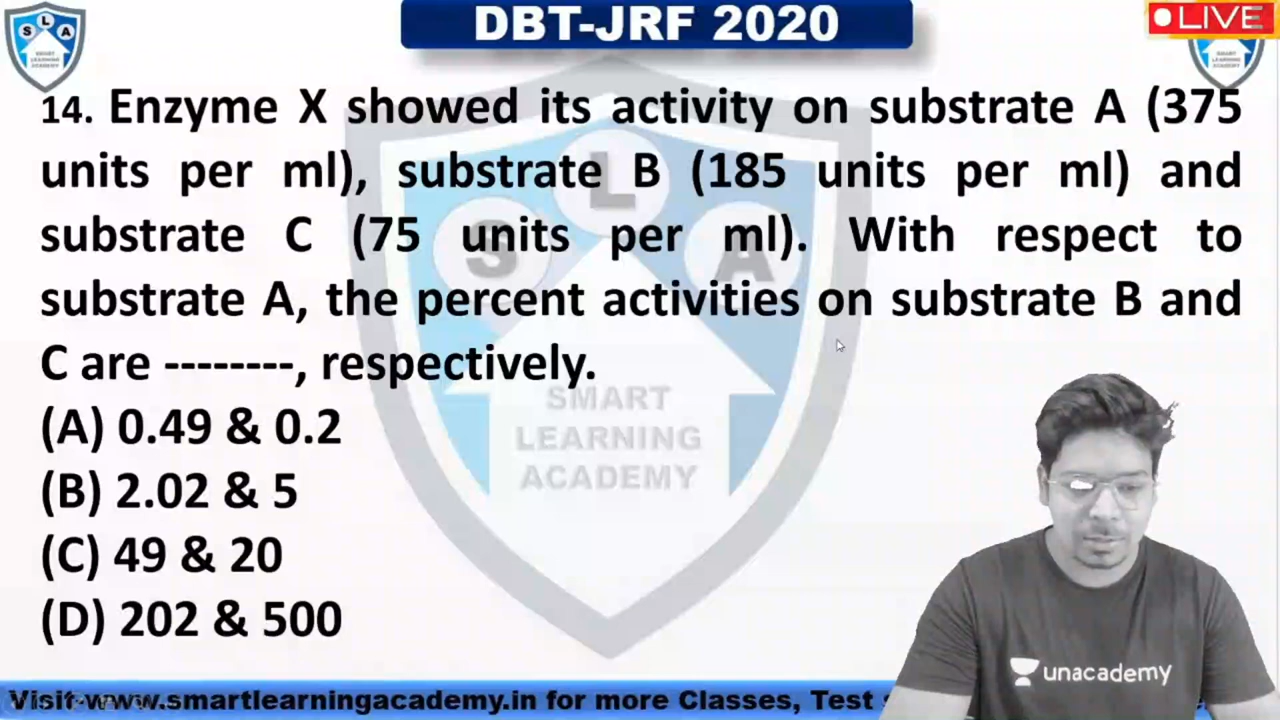 DBT-JRF 2020
LIVE
S L A
SMART
LEARNING
ACADEMY
14. Enzyme X showed its activity on substrate A (375
units per ml), substrate B (185 units per ml) and
substrate C (75 units per ml). With respect to
substrate A, the percent activities on substrate B and
C are --------, respectively.
(A) 0.49 & 0.2
(B) 2.02 & 5
(C) 49 & 20
(D) 202 & 500
S L A
SMART
LEARNING
ACADEMY
unacademy
Visit-www.smartlearningacademy.in for more Classes, Test